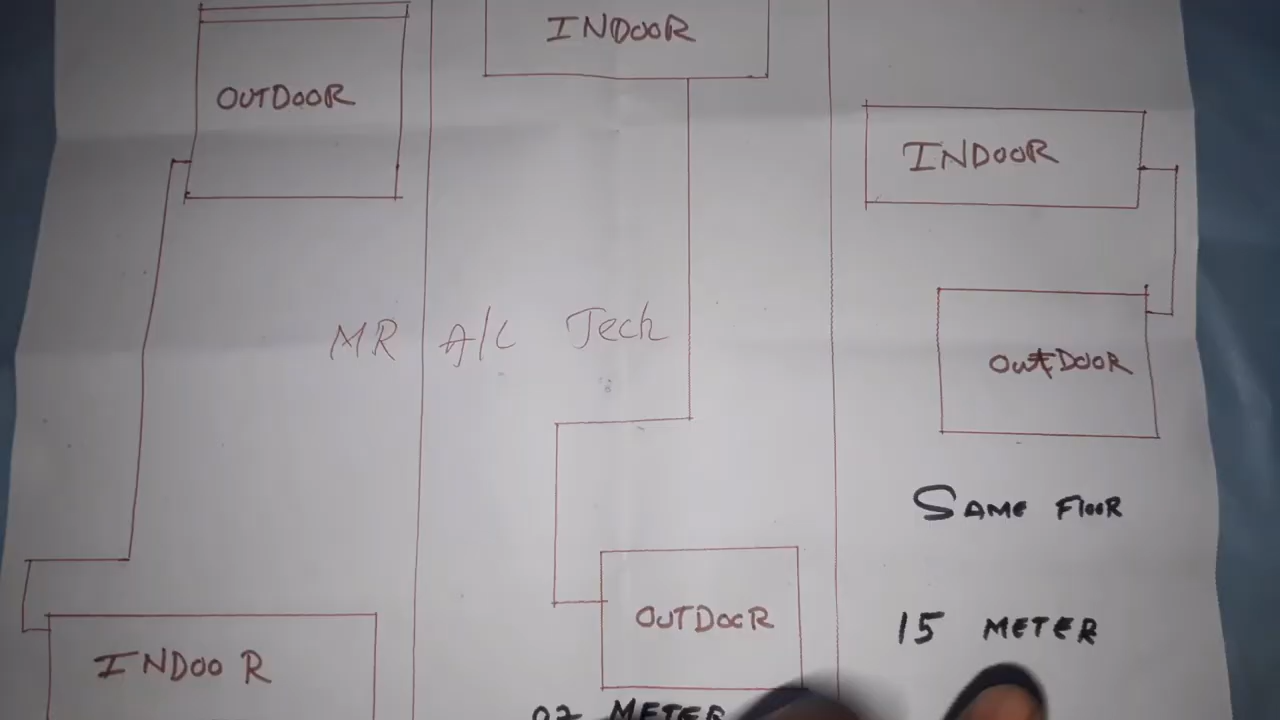 OUTDOOR
INDOOR
INDOOR
INDOOR
OUTDOOR
OUTDOOR
MR A/C Tech
SAME FLOOR
15 METER
METER